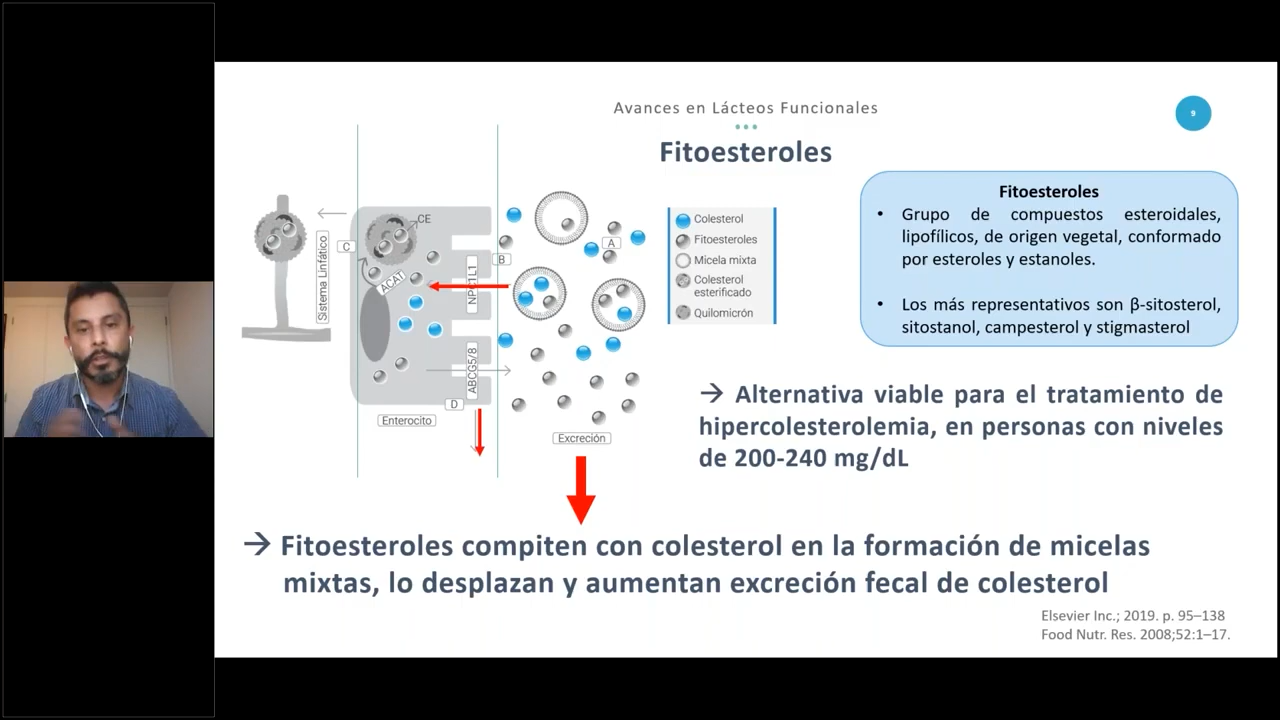 Avances en Lácteos Funcionales
9
Fitoesteroles
CE
C
Sistema Linfático
ACAT
NPC1L1
B
A
ABCG5/8
D
Enterocito
Excreción
Colesterol
Fitoesteroles
Micela mixta
Colesterol
esterificado
Quilomicrón
Fitoesteroles
• Grupo de compuestos esteroidales,
lipofílicos, de origen vegetal, conformado
por esteroles y estanoles.
• Los más representativos son β-sitosterol,
sitostanol, campesterol y stigmasterol
→ Alternativa viable para el tratamiento de
hipercolesterolemia, en personas con niveles
de 200-240 mg/dL
→ Fitoesteroles compiten con colesterol en la formación de micelas
mixtas, lo desplazan y aumentan excreción fecal de colesterol
Elsevier Inc.; 2019. p. 95–138
Food Nutr. Res. 2008;52:1–17.